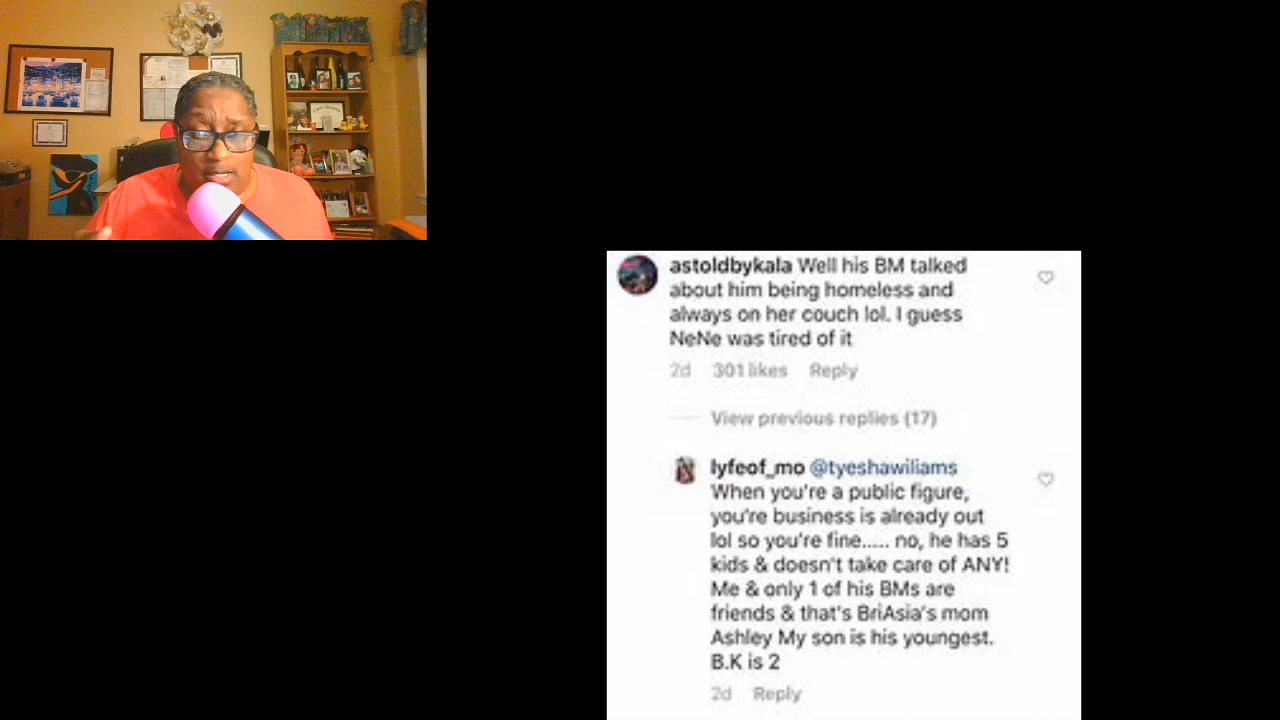 astoldbykala Well his BM talked
about him being homeless and
always on her couch lol. I guess
NeNe was tired of it
2d 301 likes Reply
View previous replies (17)
lyfeof_mo @tyeshawiliams
When you're a public figure,
you're business is already out
lol so you're fine..... no, he has 5
kids & doesn't take care of ANY!
Me & only 1 of his BMs are
friends & that's BriAsia's mom
Ashley My son is his youngest.
B.K is 2
2d Reply